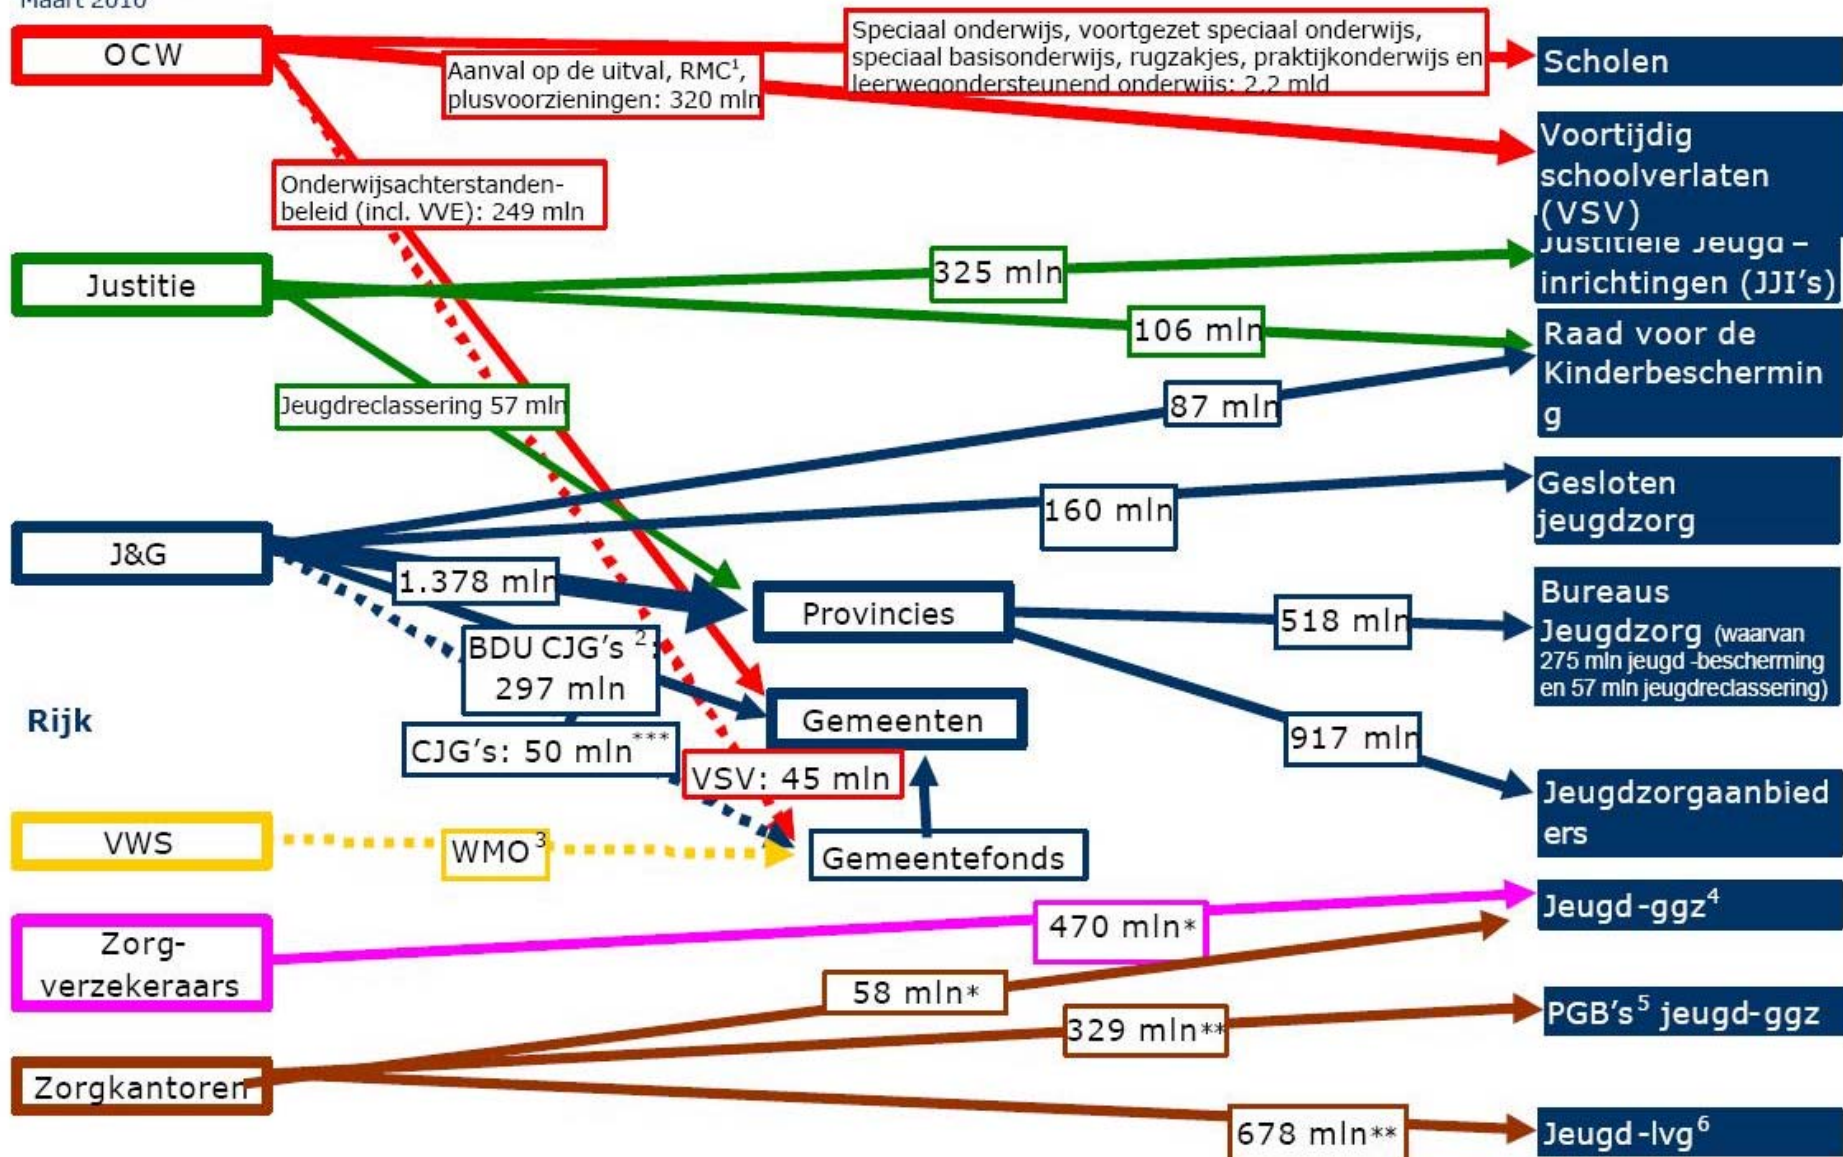 Maart 2010
OCW
Speciaal onderwijs, voortgezet speciaal onderwijs,
speciaal basisonderwijs, rugzakjes, praktijkonderwijs en
leerwegondersteunend onderwijs: 2,2 mld
Scholen
Aanval op de uitval, RMC¹,
plusvoorzieningen: 320 mln
Voortijdig
schoolverlaten
(VSV)
Onderwijsachterstanden-
beleid (incl. VVE): 249 mln
Justitie
325 mln
Justitiële Jeugd –
inrichtingen (JJI's)
106 mln
Raad voor de
Kinderbeschermin
g
87 mln
Jeugdreclassering 57 mln
Gesloten
jeugdzorg
160 mln
J&G
1.378 mln
Provincies
518 mln
Bureaus
Jeugdzorg (waarvan
275 mln jeugd -bescherming
en 57 mln jeugdreclassering)
BDU CJG's ²:
297 mln
Rijk
Gemeenten
917 mln
CJG's: 50 mln***
VSV: 45 mln
Jeugdzorgaanbied
ers
VWS
WMO³
Gemeentefonds
Zorg-
verzekeraars
470 mln*
Jeugd-ggz⁴
58 mln*
329 mln**
PGB's⁵ jeugd-ggz
Zorgkantoren
678 mln**
Jeugd-lvg⁶